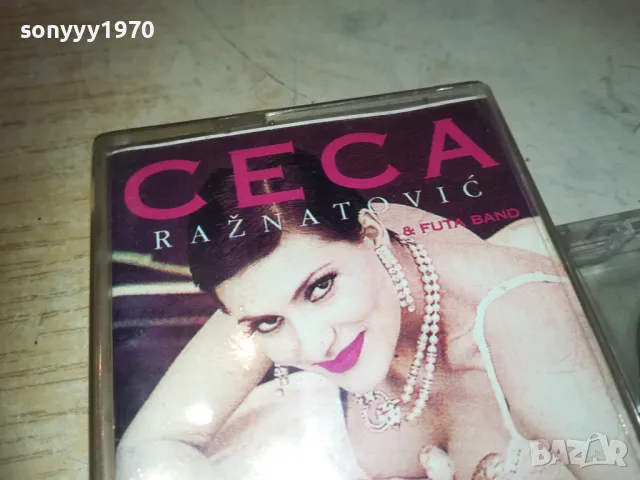 sonyyy1970
CECA
RAŽNATOVIĆ
& FUTA BAND
BAZAR